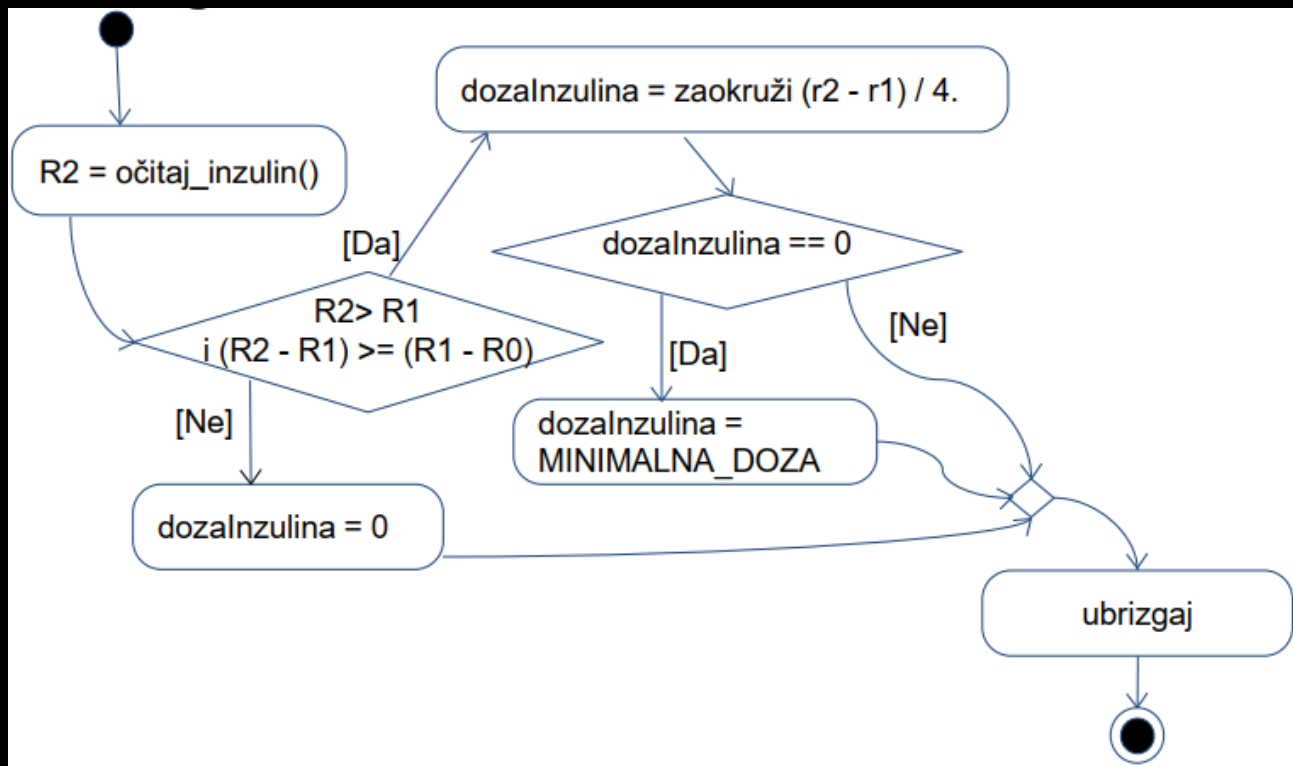 R2 = očitaj_inzulin()
[Da]
R2> R1
i (R2 - R1) >= (R1 - R0)
[Ne]
dozaInzulina = 0
dozaInzulina = zaokruži (r2 - r1) / 4.
dozaInzulina == 0
[Da]
[Ne]
dozaInzulina =
MINIMALNA_DOZA
ubrizgaj